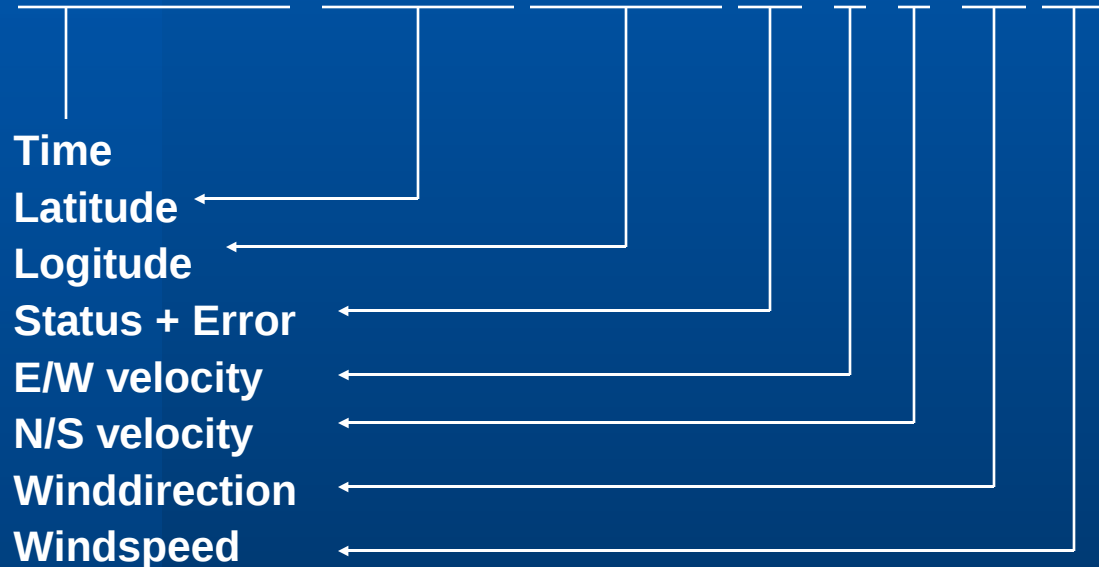 Time
Latitude
Logitude
Status + Error
E/W velocity
N/S velocity
Winddirection
Windspeed